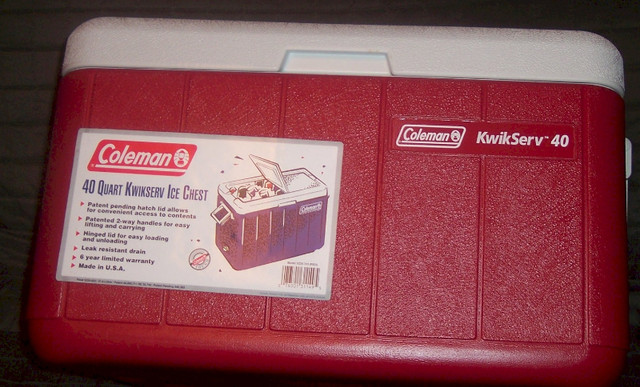 Coleman
40 QUART KWIKSERV ICE CHEST
▸ Patent pending hatch lid allows
for convenient access to contents
▸ Patented 2-way handles for easy
lifting and carrying
▸ Hinged lid for easy loading
and unloading
▸ Leak resistant drain
▸ 6 year limited warranty
▸ Made in U.S.A.
Coleman
Coleman KwikServ™ 40